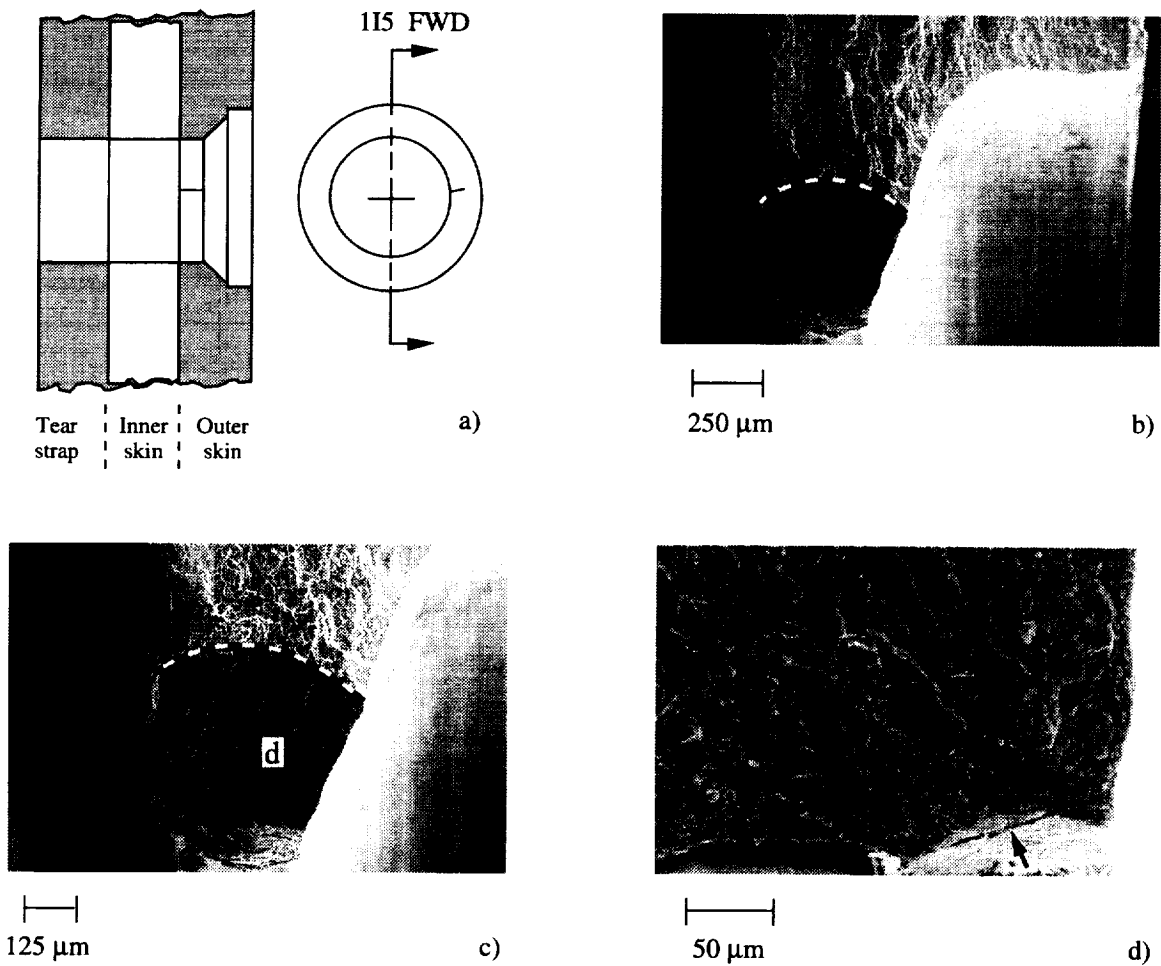 1I5 FWD
Tear strap
Inner skin
Outer skin
a)
250 μm
b)
d
125 μm
c)
50 μm
d)